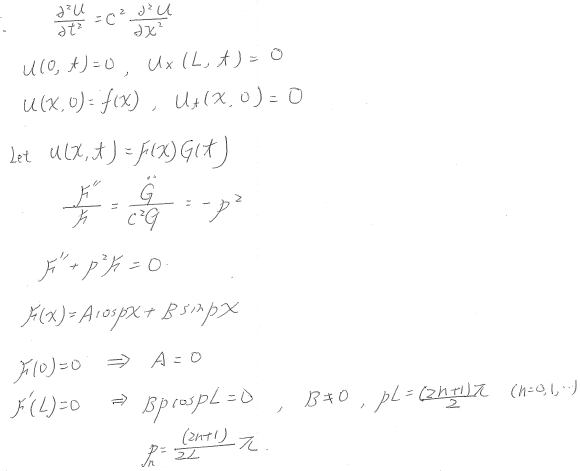 ∂²u/∂t² = c² ∂²u/∂x²
u(0, t) = 0 , uₓ(L, t) = 0
u(x, 0) = f(x) , uₜ(x, 0) = 0
Let u(x, t) = F(x) G(t)
F''/F = G̈/(c²G) = -p²
F'' + p²F = 0
F(x) = A cos px + B sin px
F(0) = 0 ⇒ A = 0
F'(L) = 0 ⇒ Bp cos pL = 0 , B ≠ 0 , pL = (2n+1)π/2 (n=0, 1, ..)
pₙ = (2n+1)/2L π .